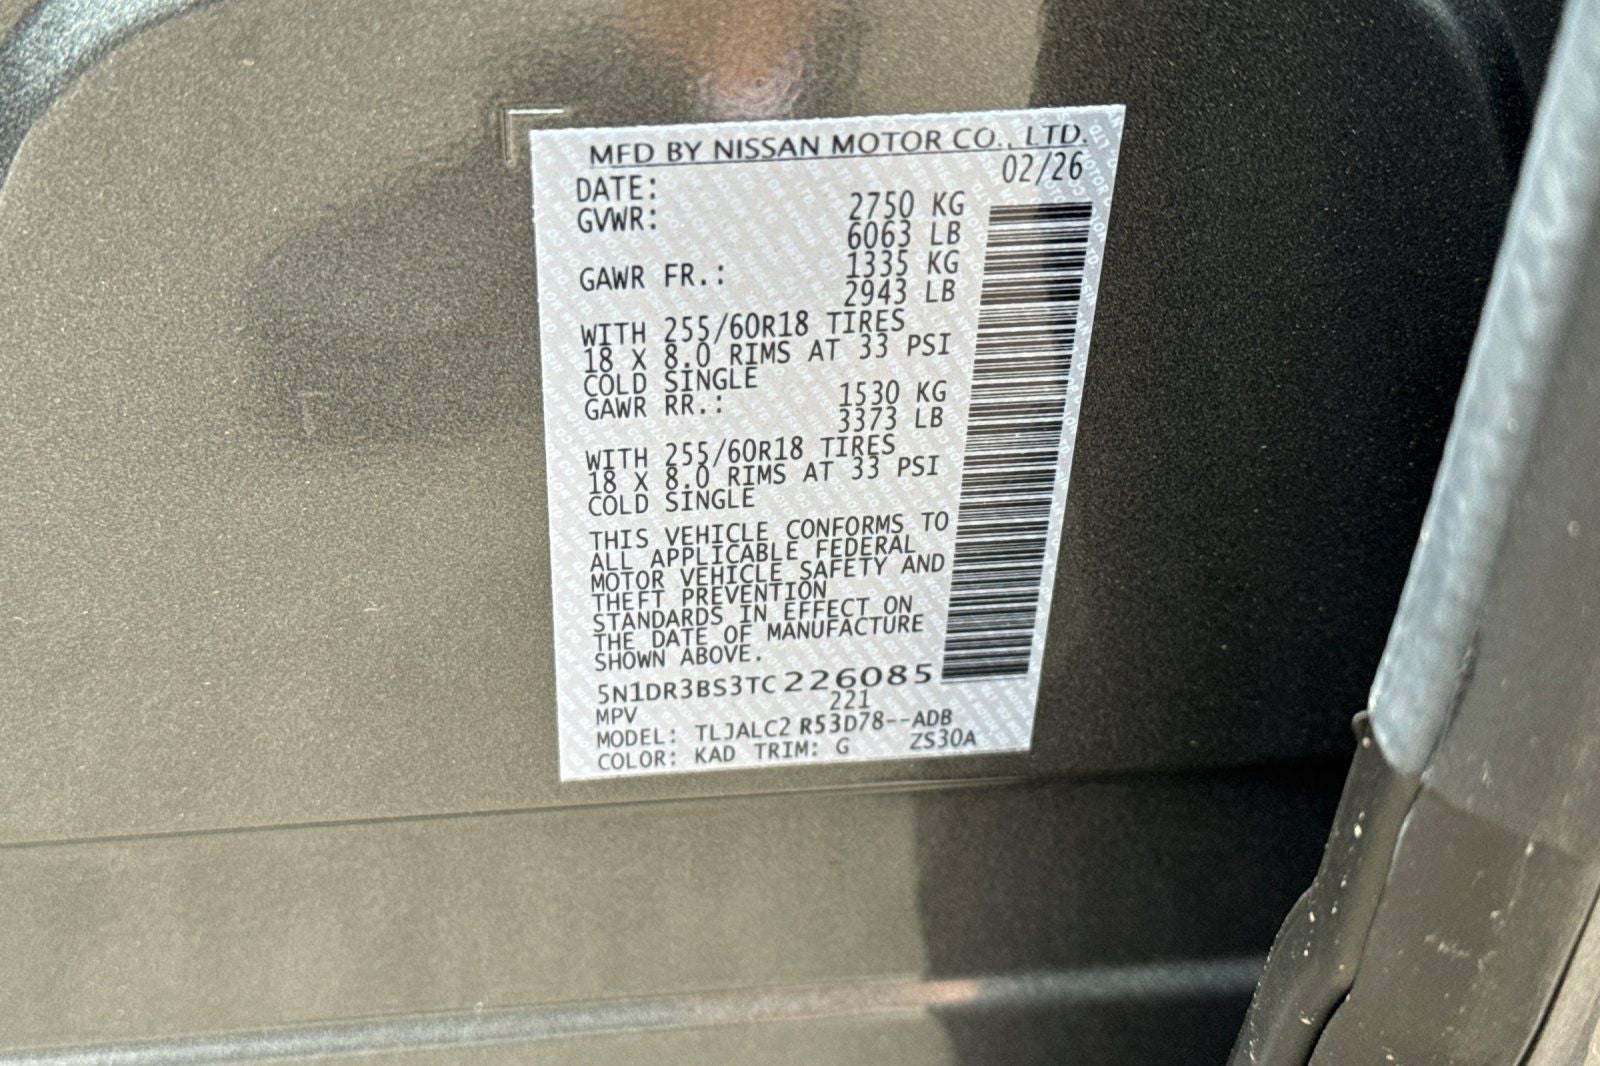 MFD BY NISSAN MOTOR CO., LTD.
DATE: 02/26
GVWR: 2750 KG
6063 LB
GAWR FR.: 1335 KG
2943 LB
WITH 255/60R18 TIRES
18 X 8.0 RIMS AT 33 PSI
COLD SINGLE
GAWR RR.: 1530 KG
3373 LB
WITH 255/60R18 TIRES
18 X 8.0 RIMS AT 33 PSI
COLD SINGLE
THIS VEHICLE CONFORMS TO
ALL APPLICABLE FEDERAL
MOTOR VEHICLE SAFETY AND
THEFT PREVENTION
STANDARDS IN EFFECT ON
THE DATE OF MANUFACTURE
SHOWN ABOVE.
5N1DR3BS3TC226085
MPV 221
MODEL: TLJALC2 R53D78--ADB
COLOR: KAD TRIM: G ZS30A